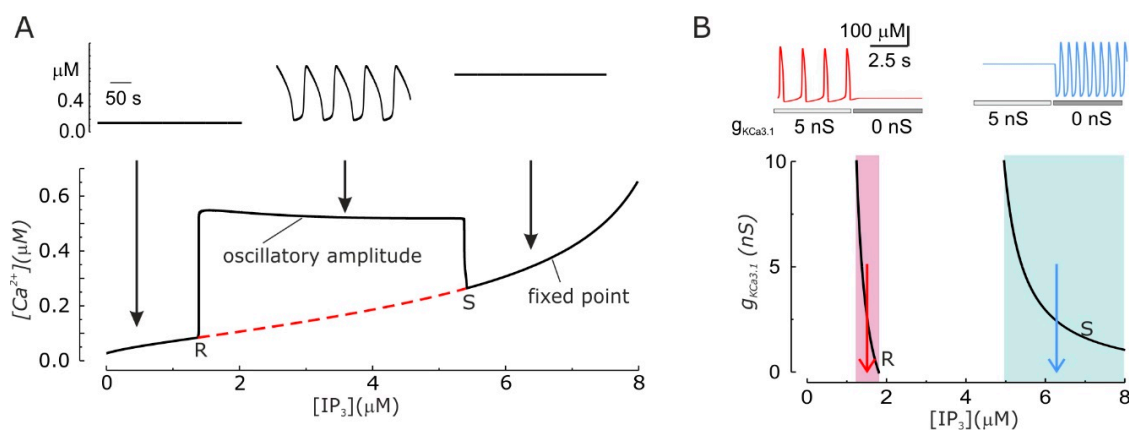 A
μM
0.4
0.0
50 s
[Ca²⁺](μM)
0.6
0.4
0.2
0.0
oscillatory amplitude
fixed point
R
S
0 2 4 6 8
[IP₃](μM)
B
100 μM
2.5 s
gKCa3.1
5 nS 0 nS
5 nS 0 nS
gKCa3.1 (nS)
10
5
0
R
S
0 2 4 6 8
[IP₃](μM)